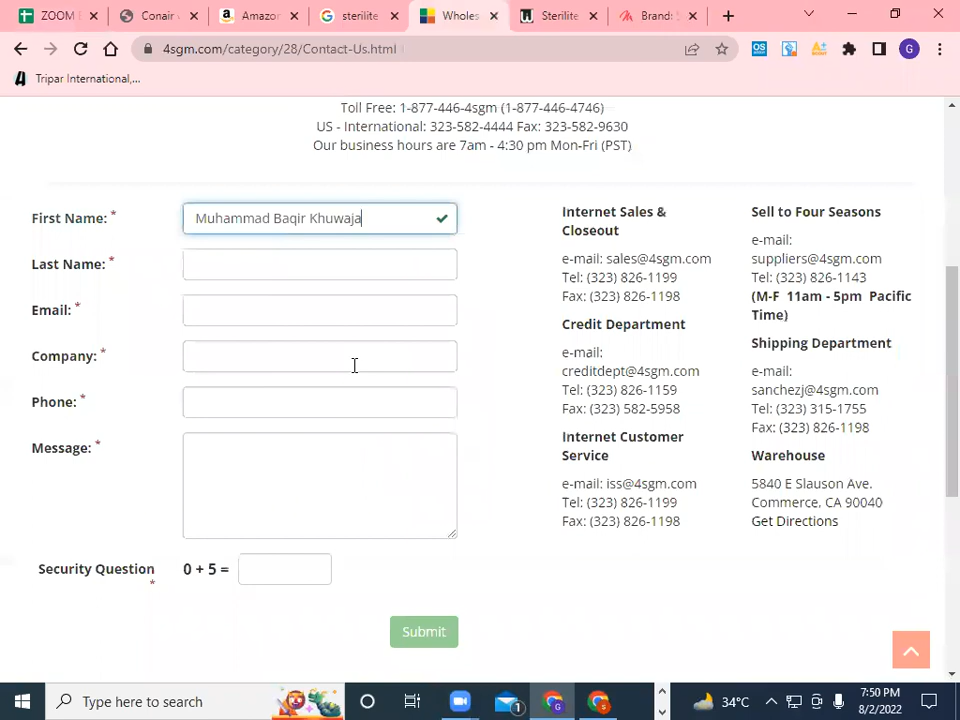 ZOOM E
Conair
Amazon
sterilite
Wholes
Sterilite
Brand: S
4sgm.com/category/28/Contact-Us.html
OS
G
Tripar International,...
Toll Free: 1-877-446-4sgm (1-877-446-4746)
US - International: 323-582-4444 Fax: 323-582-9630
Our business hours are 7am - 4:30 pm Mon-Fri (PST)
First Name: *
Muhammad Baqir Khuwaja
Last Name: *
Email: *
Company: *
Phone: *
Message: *
Security Question *
0 + 5 =
Submit
Internet Sales &
Closeout
e-mail: sales@4sgm.com
Tel: (323) 826-1199
Fax: (323) 826-1198
Credit Department
e-mail:
creditdept@4sgm.com
Tel: (323) 826-1159
Fax: (323) 582-5958
Internet Customer
Service
e-mail: iss@4sgm.com
Tel: (323) 826-1199
Fax: (323) 826-1198
Sell to Four Seasons
e-mail:
suppliers@4sgm.com
Tel: (323) 826-1143
(M-F 11am - 5pm Pacific
Time)
Shipping Department
e-mail:
sanchezj@4sgm.com
Tel: (323) 315-1755
Fax: (323) 826-1198
Warehouse
5840 E Slauson Ave.
Commerce, CA 90040
Get Directions
Type here to search
1
34°C
7:50 PM
8/2/2022